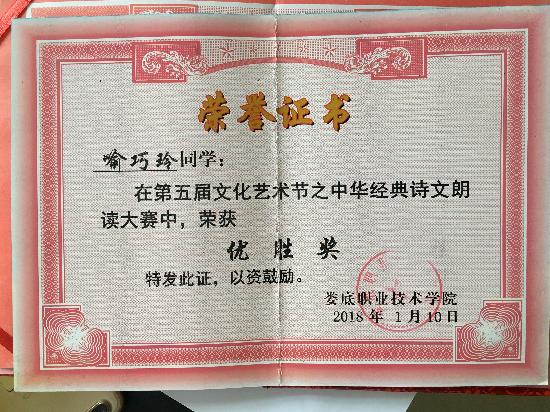 荣誉证书
喻巧玲同学：
在第五届文化艺术节之中华经典诗文朗
读大赛中，荣获
优胜奖
特发此证，以资鼓励。
娄底职业技术学院
2018年1月10日